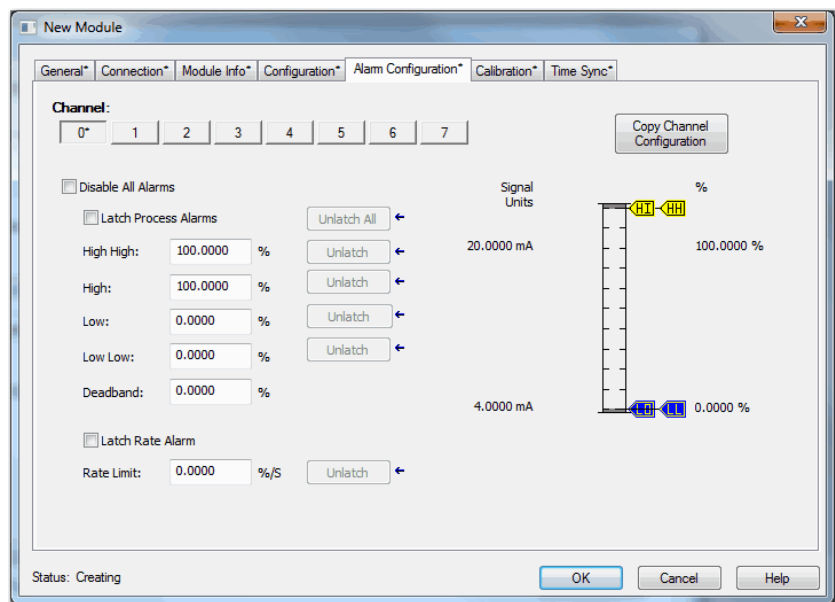 New Module
General* Connection* Module Info* Configuration* Alarm Configuration* Calibration* Time Sync*
Channel:
0* 1 2 3 4 5 6 7
Copy Channel
Configuration
Disable All Alarms
Signal
Units
%
Latch Process Alarms Unlatch All
HI HH
High High: 100.0000 % Unlatch
20.0000 mA 100.0000 %
High: 100.0000 % Unlatch
Low: 0.0000 % Unlatch
Low Low: 0.0000 % Unlatch
Deadband: 0.0000 %
4.0000 mA LO LL 0.0000 %
Latch Rate Alarm
Rate Limit: 0.0000 %/S Unlatch
Status: Creating OK Cancel Help